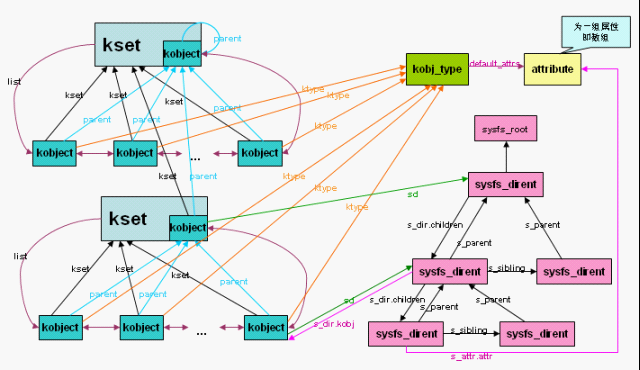 为一组属性
即数组
kset
kobject
parent
kobj_type
default_attrs
attribute
list
kset
kset
kset
kset
parent
parent
parent
ktype
ktype
ktype
kobject
kobject
...
kobject
sysfs_root
kset
parent
ktype
ktype
ktype
sd
sysfs_dirent
kset
kobject
s_dir.children
s_parent
s_parent
list
kset
kset
kset
parent
parent
parent
sysfs_dirent
s_sibling
sysfs_dirent
sd
s_dir.children
s_parent
s_parent
kobject
kobject
...
kobject
s_dir.kobj
sysfs_dirent
s_sibling
sysfs_dirent
s_attr.attr